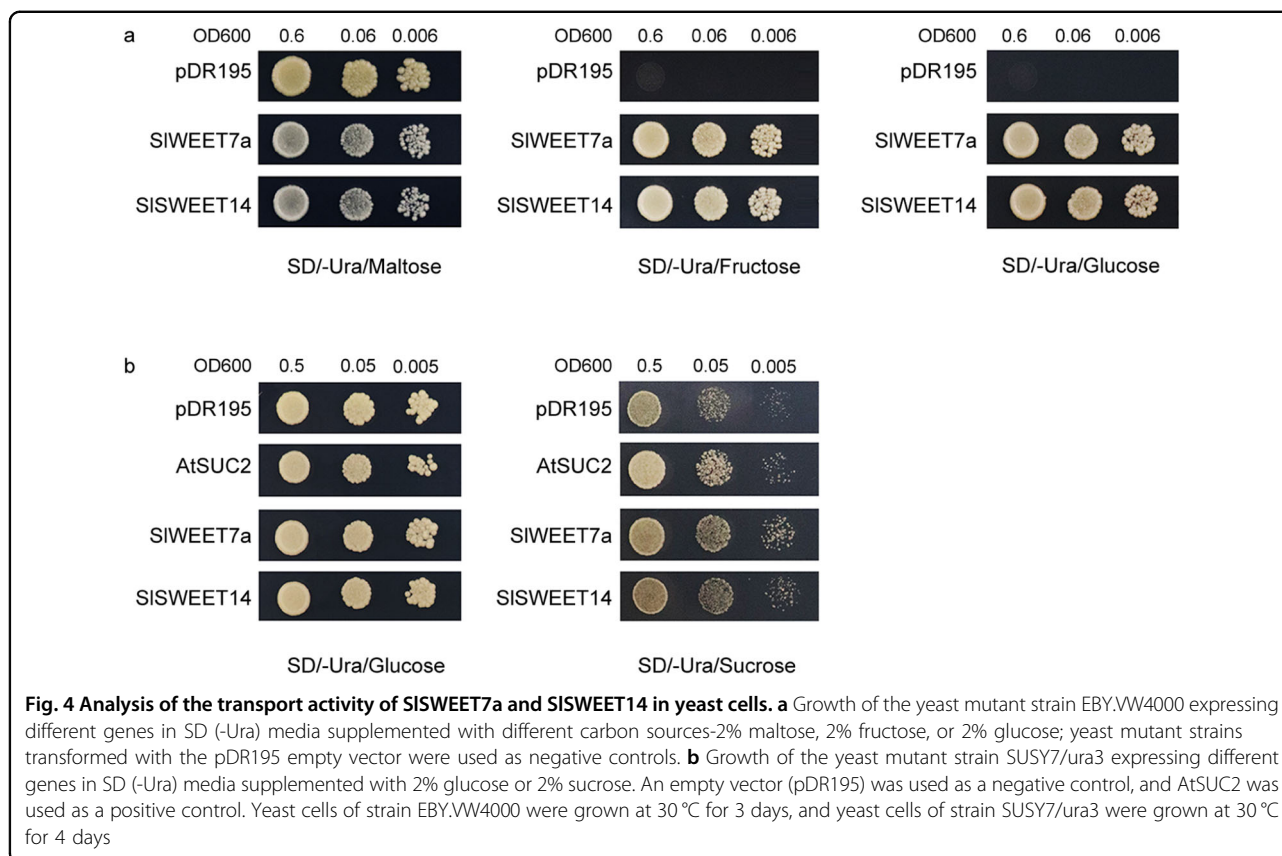 a OD600 0.6 0.06 0.006 OD600 0.6 0.06 0.006 OD600 0.6 0.06 0.006
pDR195 pDR195 pDR195
SlWEET7a SlWEET7a SlWEET7a
SlSWEET14 SlSWEET14 SlSWEET14
SD/-Ura/Maltose SD/-Ura/Fructose SD/-Ura/Glucose
b OD600 0.5 0.05 0.005 OD600 0.5 0.05 0.005
pDR195 pDR195
AtSUC2 AtSUC2
SlWEET7a SlWEET7a
SlSWEET14 SlSWEET14
SD/-Ura/Glucose SD/-Ura/Sucrose
Fig. 4 Analysis of the transport activity of SlSWEET7a and SlSWEET14 in yeast cells. a Growth of the yeast mutant strain EBY.VW4000 expressing
different genes in SD (-Ura) media supplemented with different carbon sources-2% maltose, 2% fructose, or 2% glucose; yeast mutant strains
transformed with the pDR195 empty vector were used as negative controls. b Growth of the yeast mutant strain SUSY7/ura3 expressing different
genes in SD (-Ura) media supplemented with 2% glucose or 2% sucrose. An empty vector (pDR195) was used as a negative control, and AtSUC2 was
used as a positive control. Yeast cells of strain EBY.VW4000 were grown at 30 °C for 3 days, and yeast cells of strain SUSY7/ura3 were grown at 30 °C
for 4 days